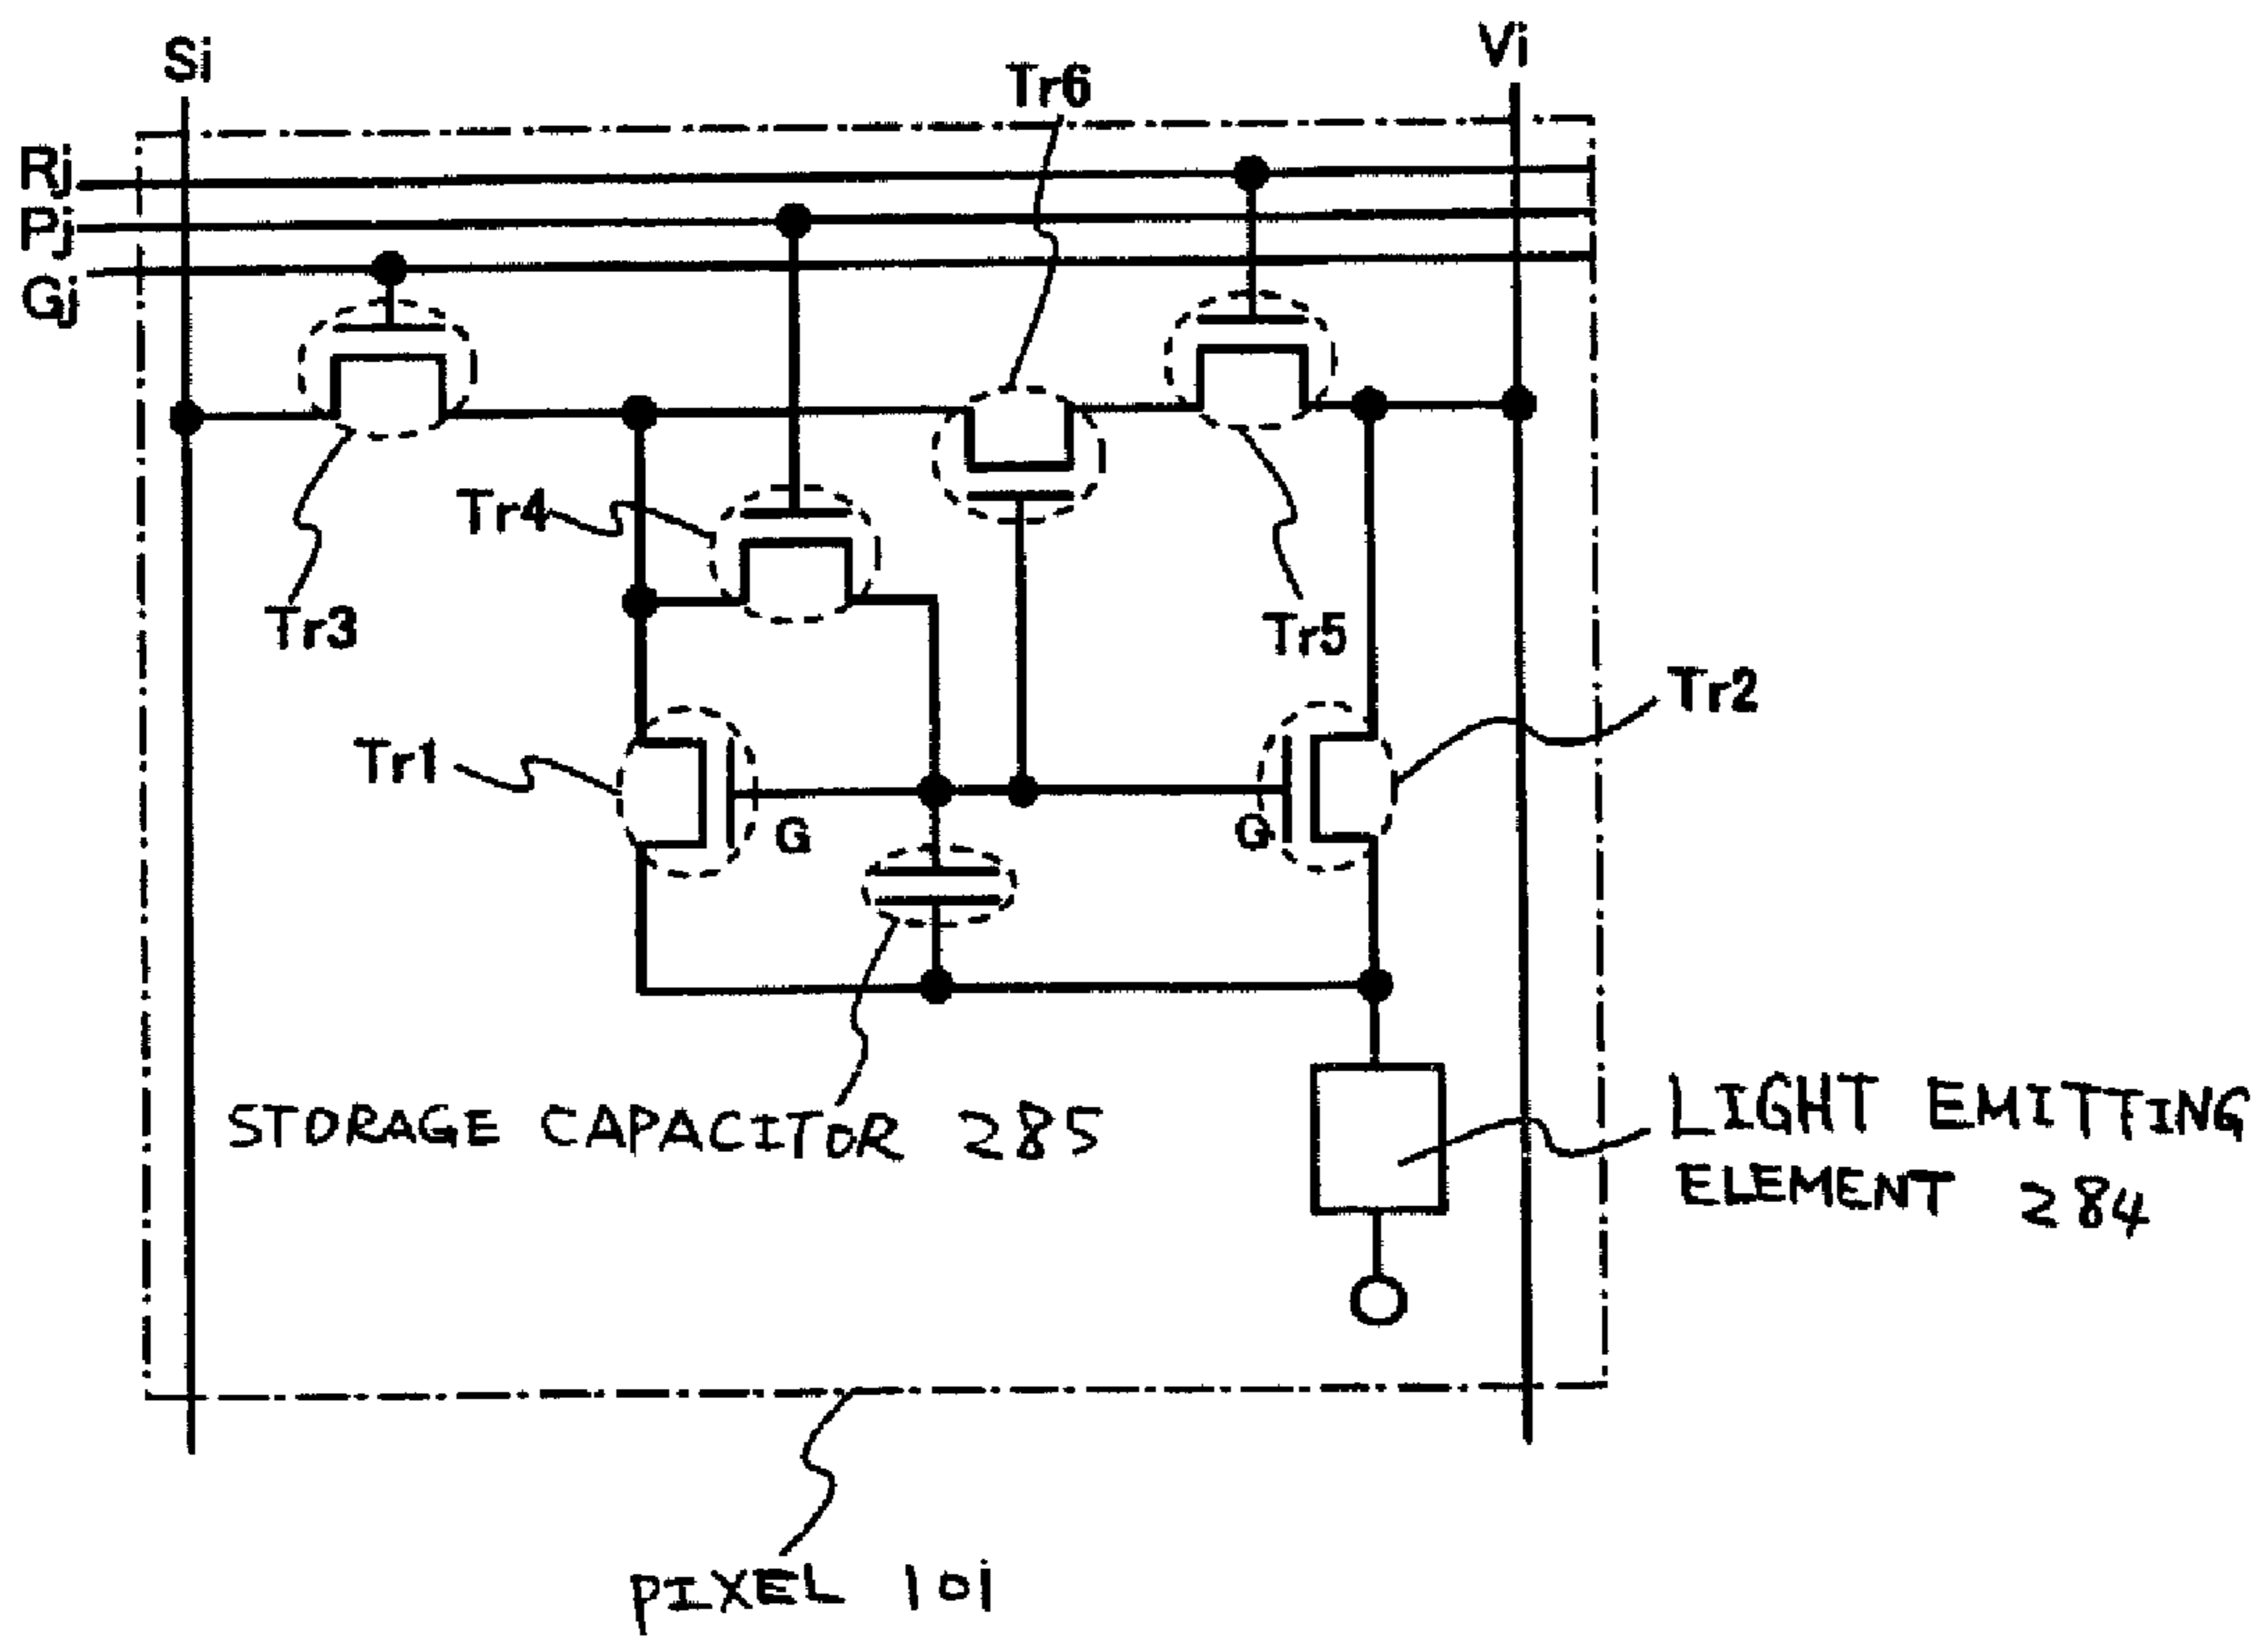 Si
Vi
Tr6
Rj
Pj
Gj
Tr4
Tr3
Tr5
Tr2
Tr1
G
G
STORAGE CAPACITOR 285
LIGHT EMITTING
ELEMENT 284
PIXEL 10i